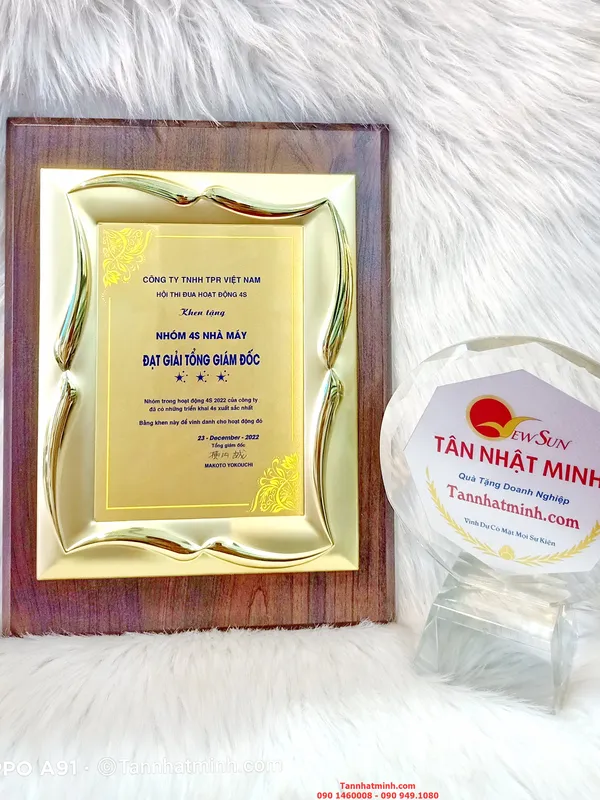 CÔNG TY TNHH TPR VIỆT NAM
HỘI THI ĐUA HOẠT ĐỘNG 4S
Khen tặng
NHÓM 4S NHÀ MÁY
ĐẠT GIẢI TỔNG GIÁM ĐỐC
Nhóm trong hoạt động 4S 2022 của công ty
đã có những triển khai 4s xuất sắc nhất
Bằng khen này để vinh danh cho hoạt động đó
23 - December - 2022
Tổng giám đốc
MAKOTO YOKOUCHI
EWSUN
TÂN NHẬT MINH
Quà Tặng Doanh Nghiệp
Tannhatminh.com
Vinh Dự Có Mặt Mọi Sự Kiện
PPO A91 · ©Tannhatminh.com
Tannhatminh.com
090 1460008 - 090 949.1080